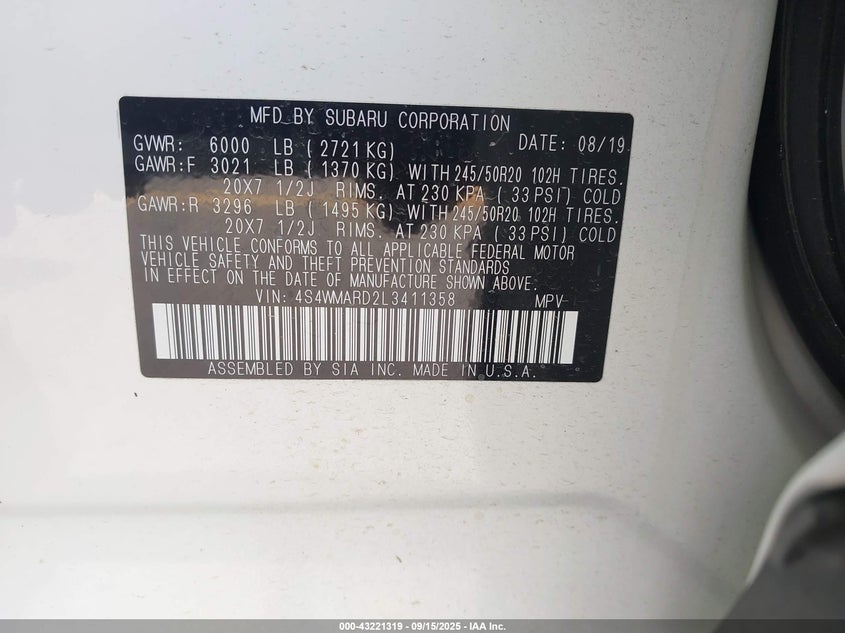 MFD BY SUBARU CORPORATION
GVWR: 6000 LB ( 2721 KG) DATE: 08/19
GAWR:F 3021 LB ( 1370 KG) WITH 245/50R20 102H TIRES.
20X7 1/2J RIMS. AT 230 KPA ( 33 PSI) COLD
GAWR:R 3296 LB ( 1495 KG) WITH 245/50R20 102H TIRES.
20X7 1/2J RIMS. AT 230 KPA ( 33 PSI) COLD
THIS VEHICLE CONFORMS TO ALL APPLICABLE FEDERAL MOTOR
VEHICLE SAFETY AND THEFT PREVENTION STANDARDS
IN EFFECT ON THE DATE OF MANUFACTURE SHOWN ABOVE.
VIN: 4S4WMARD2L3411358 MPV
ASSEMBLED BY SIA INC. MADE IN U.S.A.
000-43221319 - 09/15/2025 - IAA Inc.